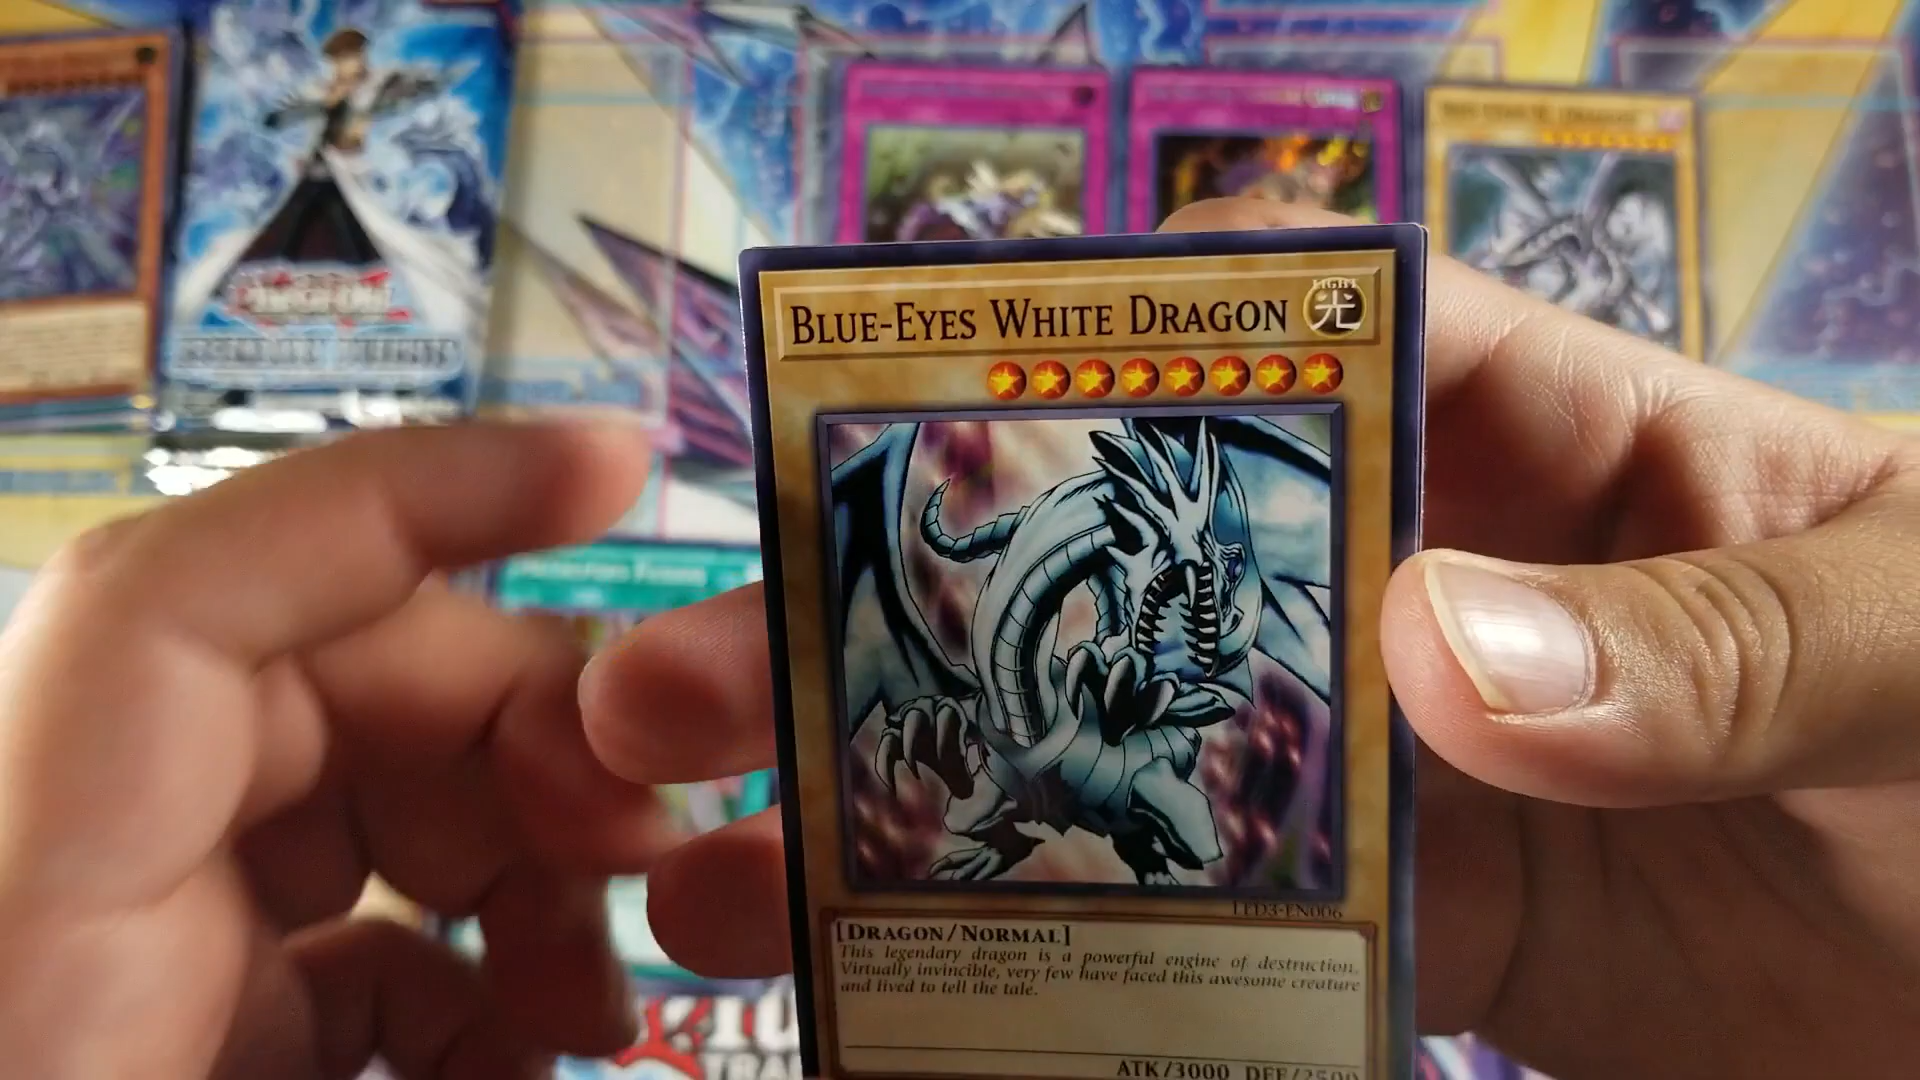 BLUE-EYES WHITE DRAGON
LIGHT
光
LED3-EN006
[DRAGON/NORMAL]
This legendary dragon is a powerful engine of destruction.
Virtually invincible, very few have faced this awesome creature
and lived to tell the tale.
ATK/3000 DEF/2500